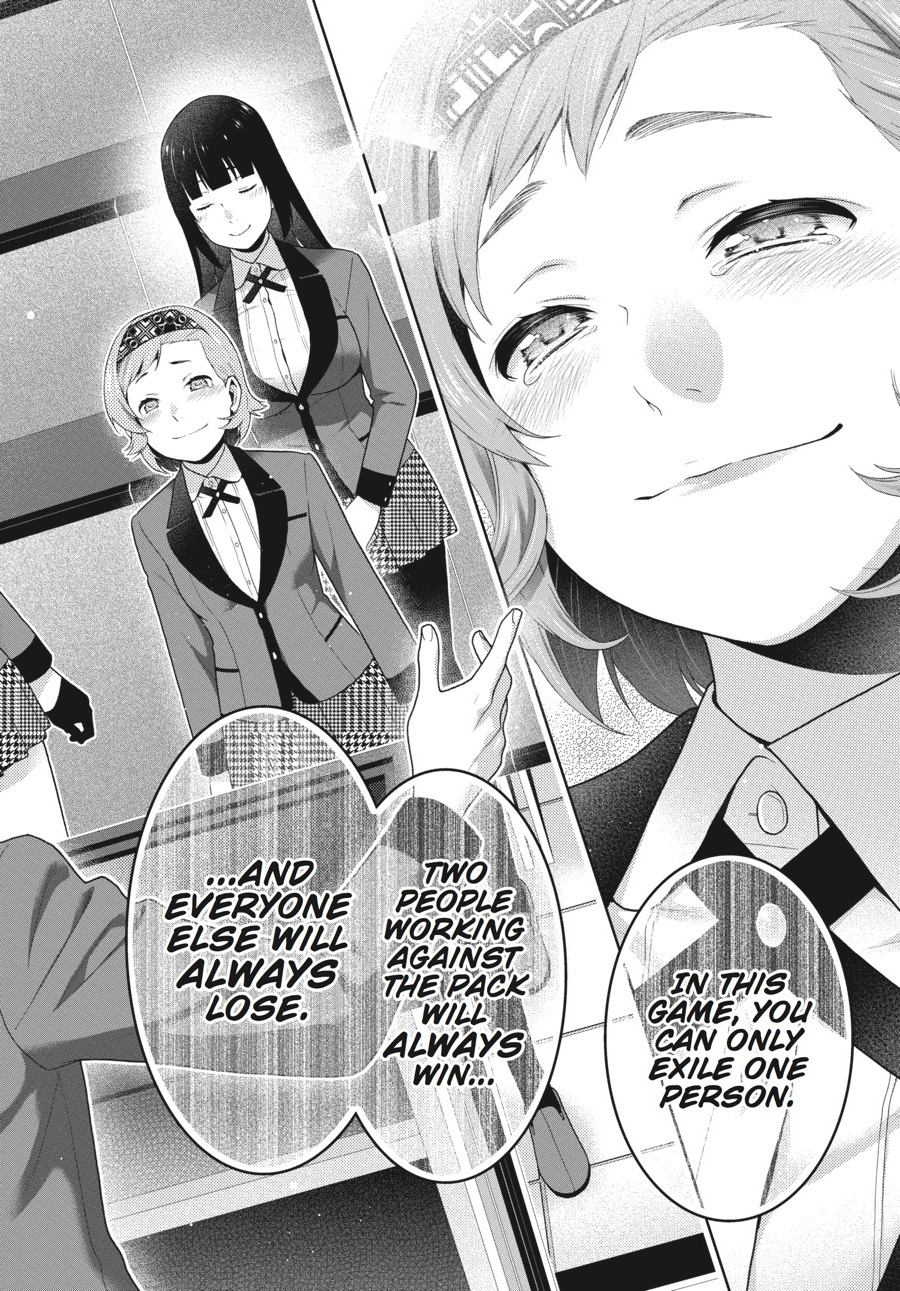 IN THIS
GAME, YOU
CAN ONLY
EXILE ONE
PERSON.
TWO
PEOPLE
WORKING
AGAINST
THE PACK
WILL
ALWAYS
WIN...
...AND
EVERYONE
ELSE WILL
ALWAYS
LOSE.